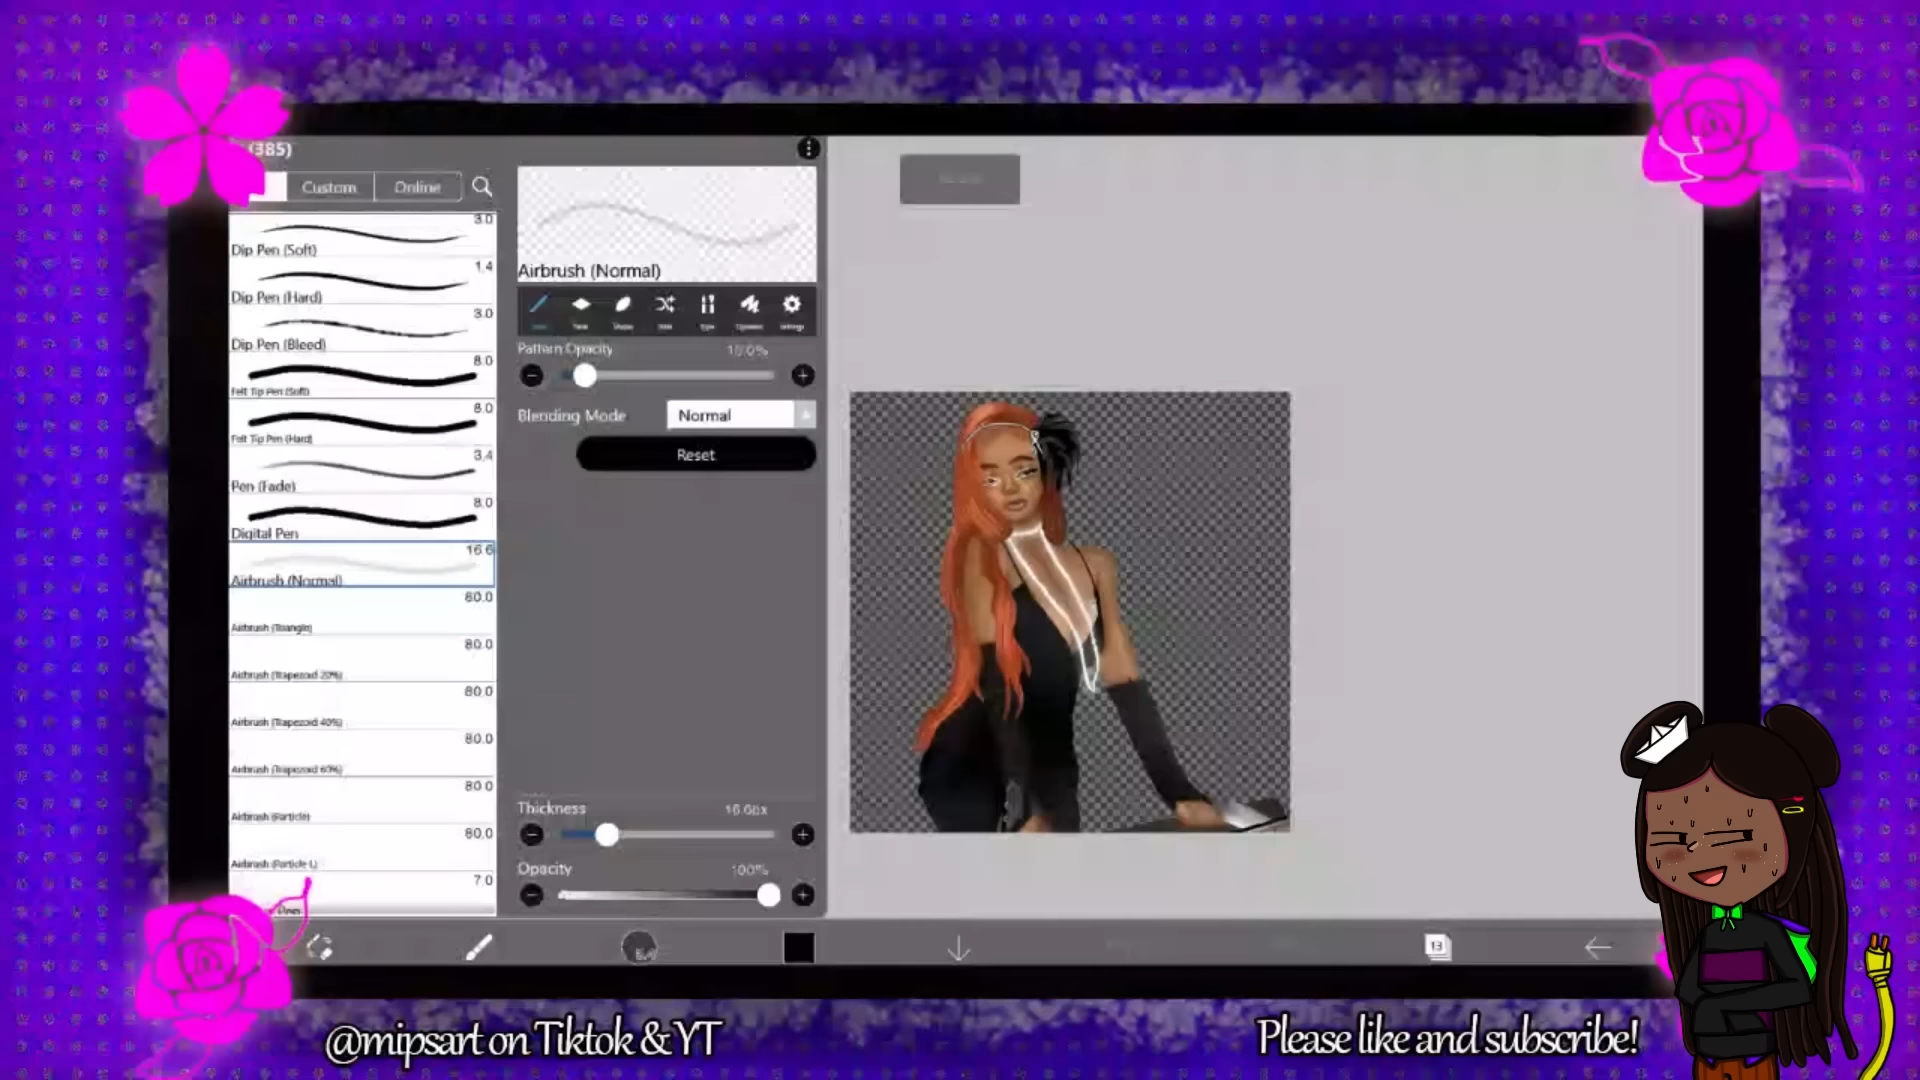 (385)
Custom
Online
3.0
Dip Pen (Soft)
1.4
Dip Pen (Hard)
3.0
Dip Pen (Bleed)
8.0
Felt Tip Pen (Soft)
8.0
Felt Tip Pen (Hard)
3.4
Pen (Fade)
8.0
Digital Pen
16.6
Airbrush (Normal)
80.0
Airbrush (Triangle)
80.0
Airbrush (Trapezoid 20%)
80.0
Airbrush (Trapezoid 40%)
80.0
Airbrush (Trapezoid 60%)
80.0
Airbrush (Particle)
80.0
Airbrush (Particle L)
7.0
Airbrush (Normal)
Pattern Opacity
10.0%
Blending Mode
Normal
Reset
Thickness
16.6px
Opacity
100%
13
@mipsart on Tiktok & YT
Please like and subscribe!